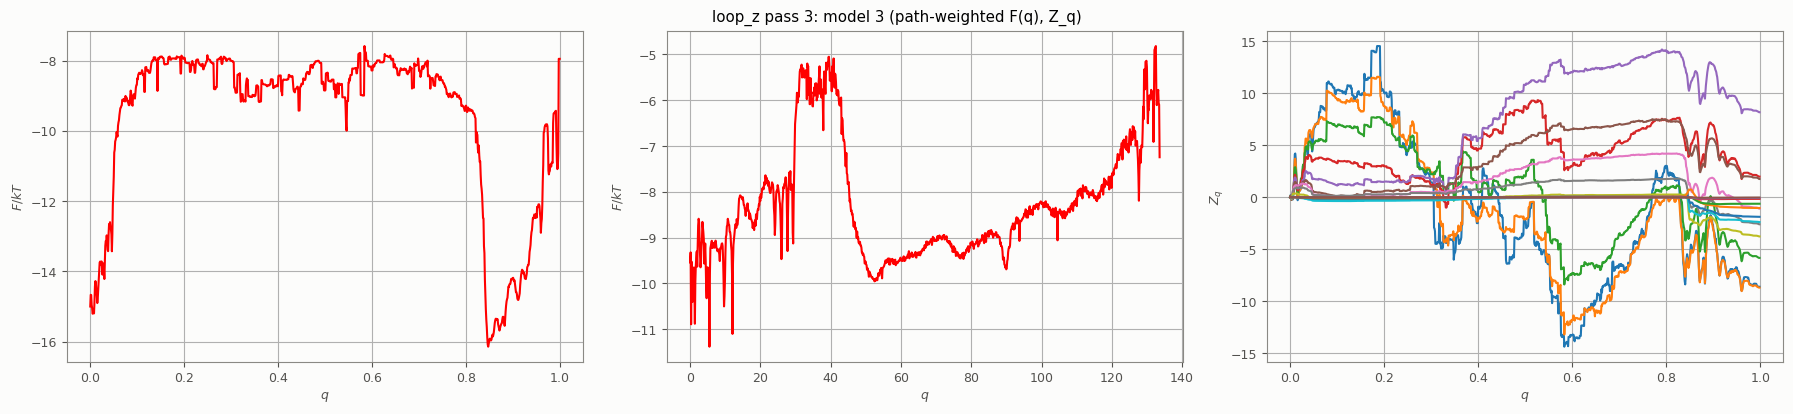 loop_z pass 3: model 3 (path-weighted F(q), Z_q)
F/kT
−8
−10
−12
−14
−16
0.0 0.2 0.4 0.6 0.8 1.0
q
F/kT
−5
−6
−7
−8
−9
−10
−11
0 20 40 60 80 100 120 140
q
Z_q
15
10
5
0
−5
−10
−15
0.0 0.2 0.4 0.6 0.8 1.0
q